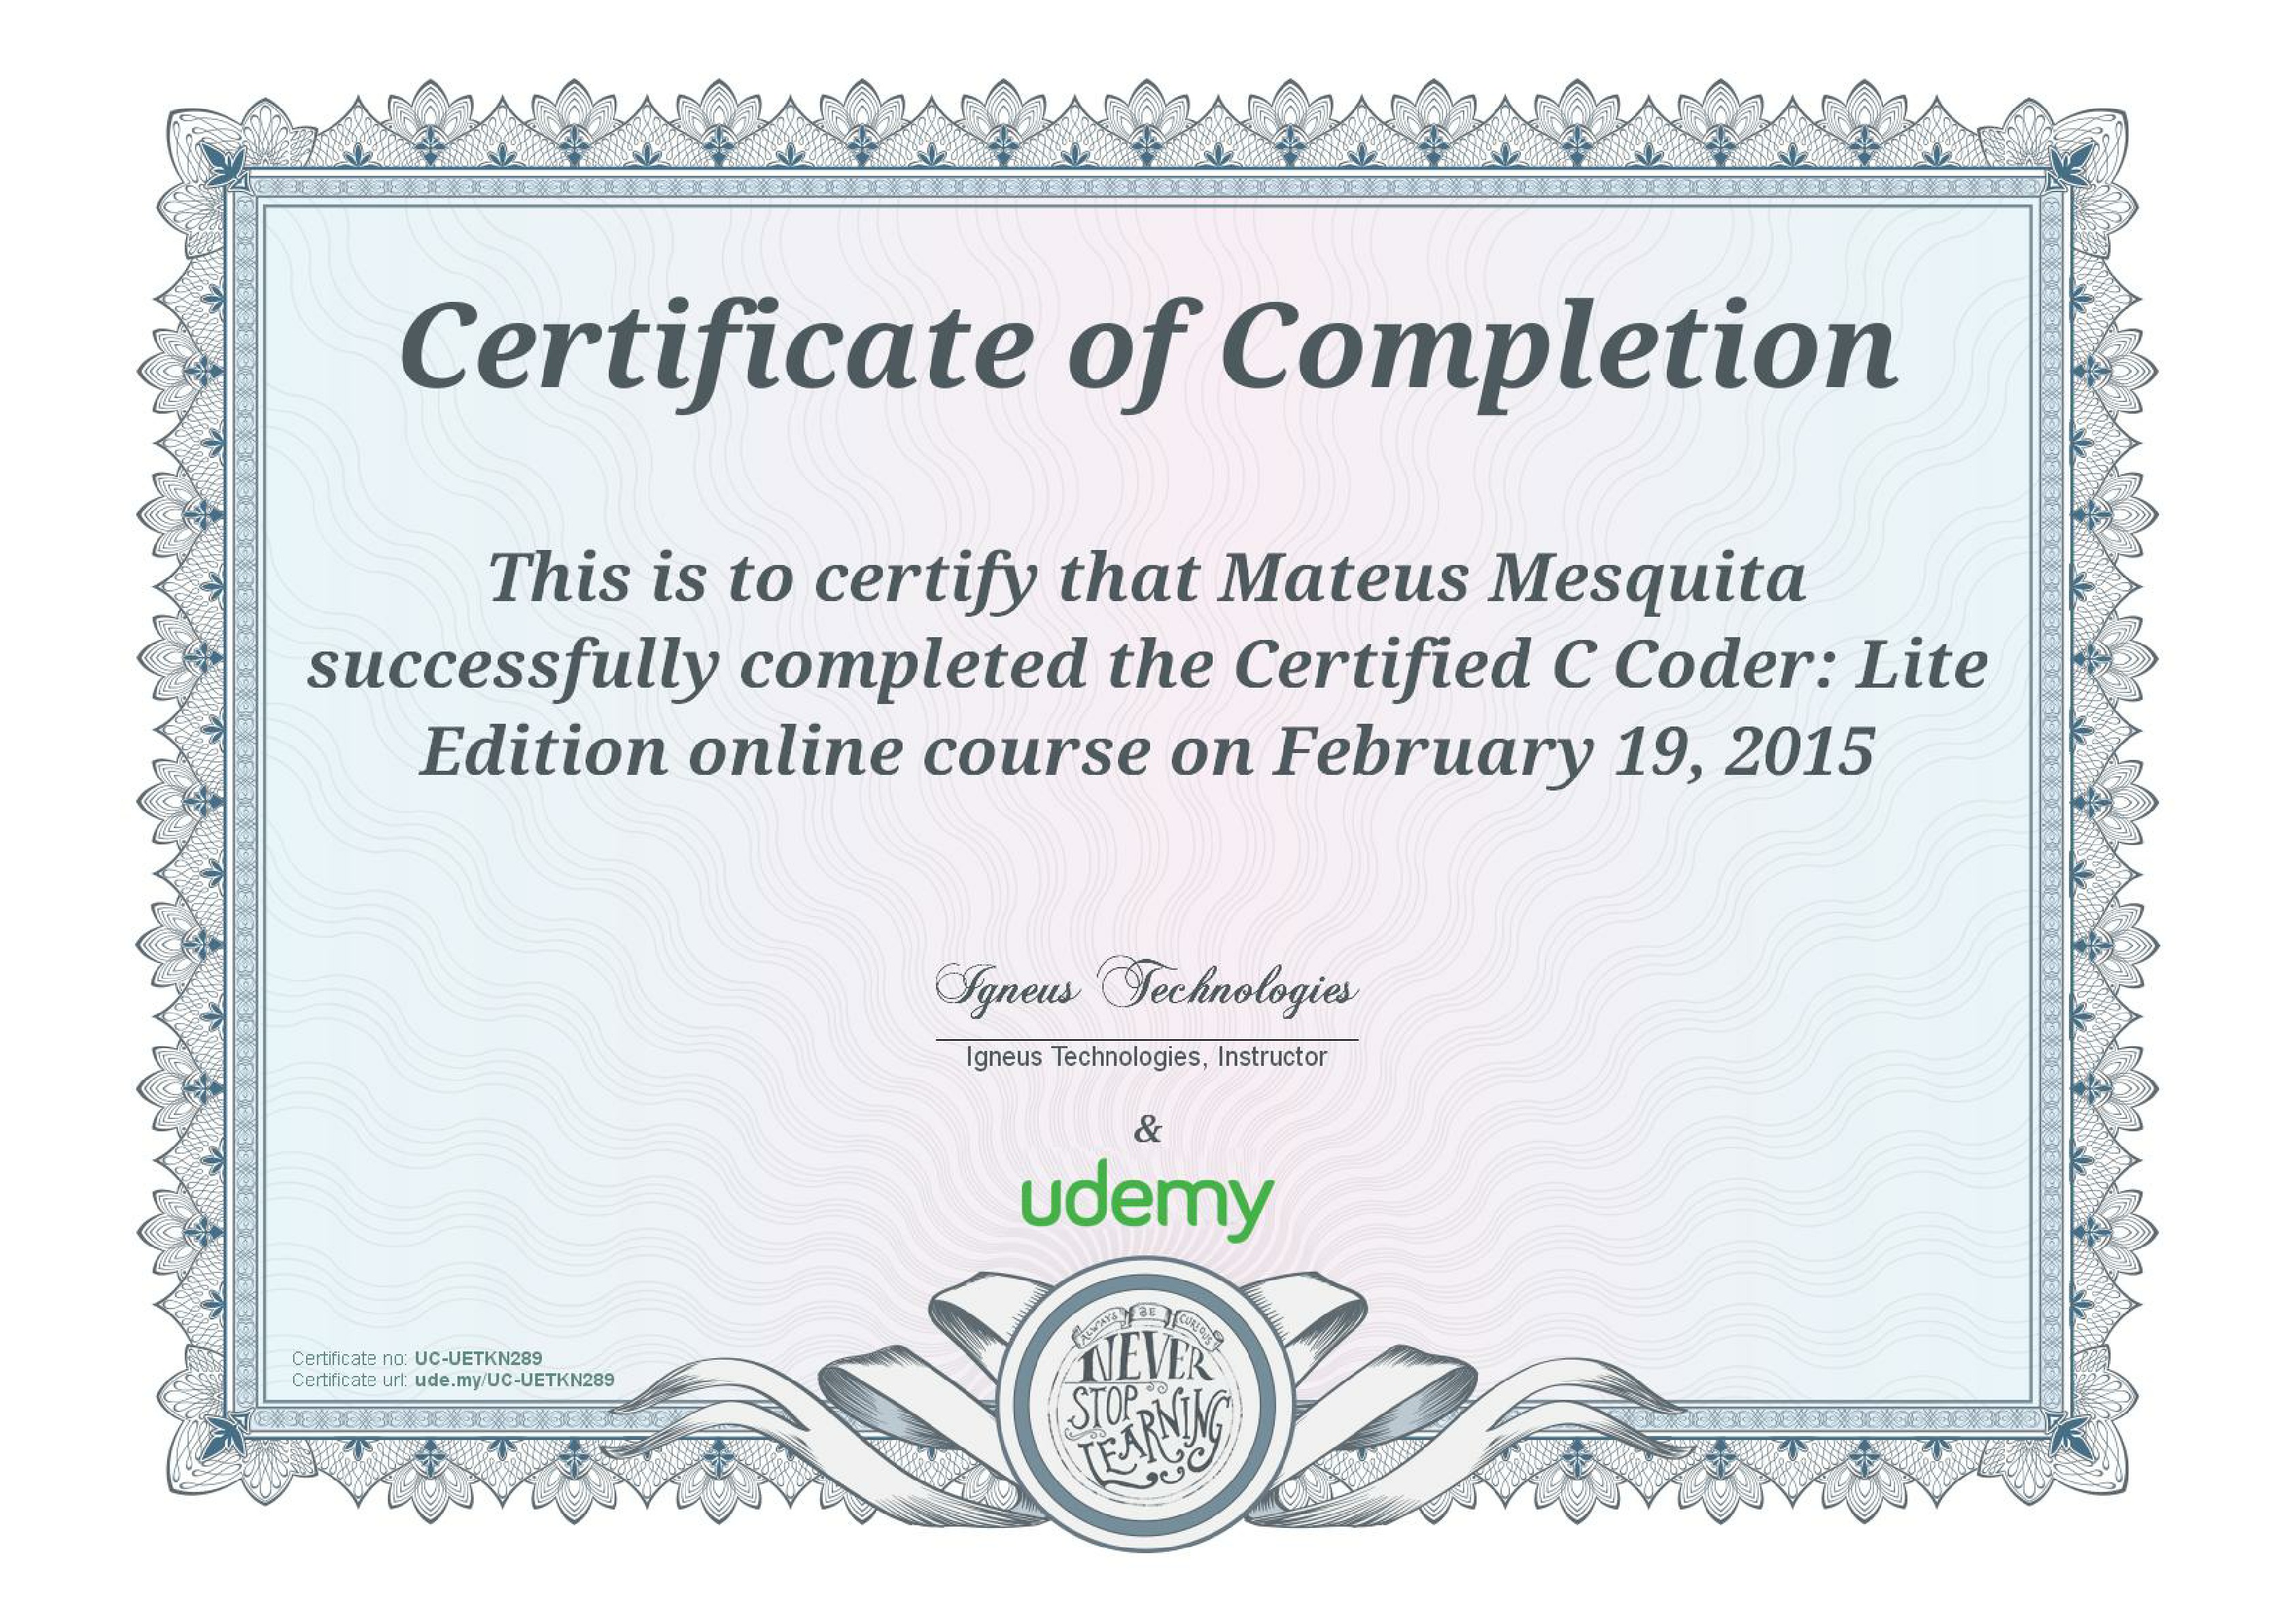 Certificate of Completion
This is to certify that Mateus Mesquita
successfully completed the Certified C Coder: Lite
Edition online course on February 19, 2015
Igneus Technologies
Igneus Technologies, Instructor
&
udemy
Certificate no: UC-UETKN289
Certificate url: ude.my/UC-UETKN289
ALWAYS BE CURIOUS
NEVER
STOP
LEARNING